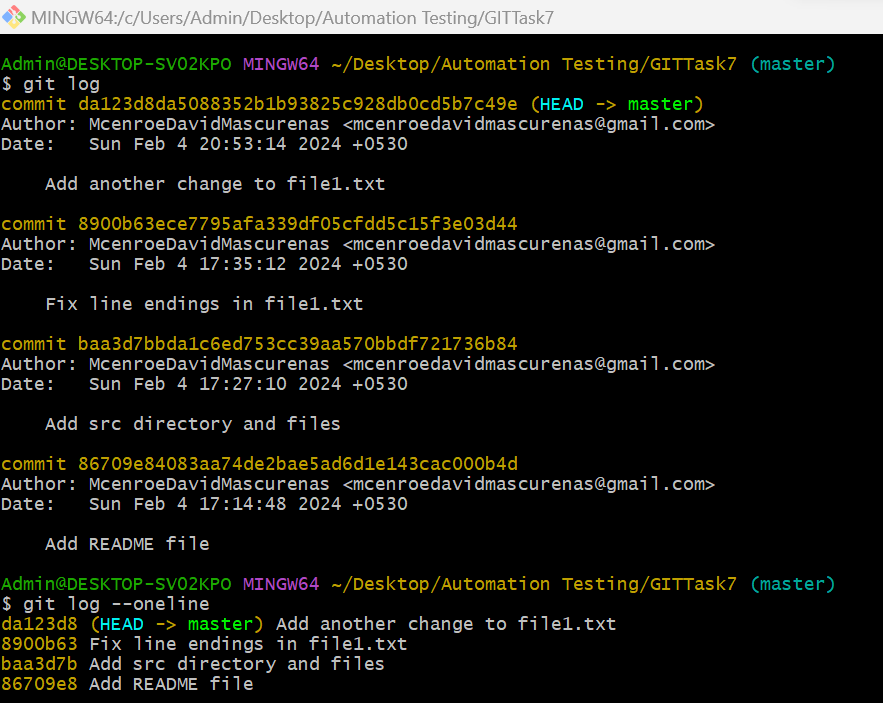 MINGW64:/c/Users/Admin/Desktop/Automation Testing/GITTask7
Admin@DESKTOP-SV02KPO MINGW64 ~/Desktop/Automation Testing/GITTask7 (master)
$ git log
commit da123d8da5088352b1b93825c928db0cd5b7c49e (HEAD -> master)
Author: McenroeDavidMascurenas <mcenroedavidmascurenas@gmail.com>
Date:   Sun Feb 4 20:53:14 2024 +0530
    Add another change to file1.txt
commit 8900b63ece7795afa339df05cfdd5c15f3e03d44
Author: McenroeDavidMascurenas <mcenroedavidmascurenas@gmail.com>
Date:   Sun Feb 4 17:35:12 2024 +0530
    Fix line endings in file1.txt
commit baa3d7bbda1c6ed753cc39aa570bbdf721736b84
Author: McenroeDavidMascurenas <mcenroedavidmascurenas@gmail.com>
Date:   Sun Feb 4 17:27:10 2024 +0530
    Add src directory and files
commit 86709e84083aa74de2bae5ad6d1e143cac000b4d
Author: McenroeDavidMascurenas <mcenroedavidmascurenas@gmail.com>
Date:   Sun Feb 4 17:14:48 2024 +0530
    Add README file
Admin@DESKTOP-SV02KPO MINGW64 ~/Desktop/Automation Testing/GITTask7 (master)
$ git log --oneline
da123d8 (HEAD -> master) Add another change to file1.txt
8900b63 Fix line endings in file1.txt
baa3d7b Add src directory and files
86709e8 Add README file